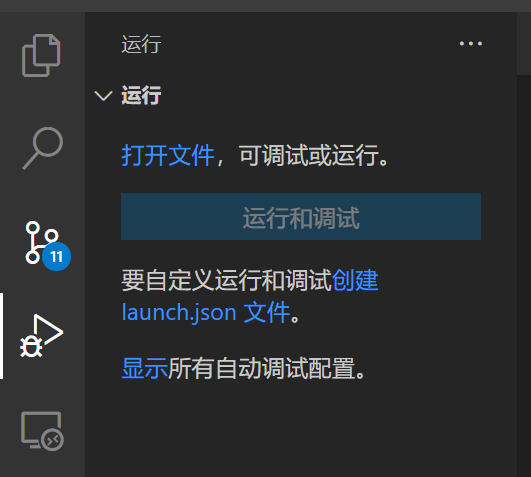 运行
运行
打开文件，可调试或运行。
运行和调试
要自定义运行和调试创建
launch.json 文件。
显示所有自动调试配置。
11